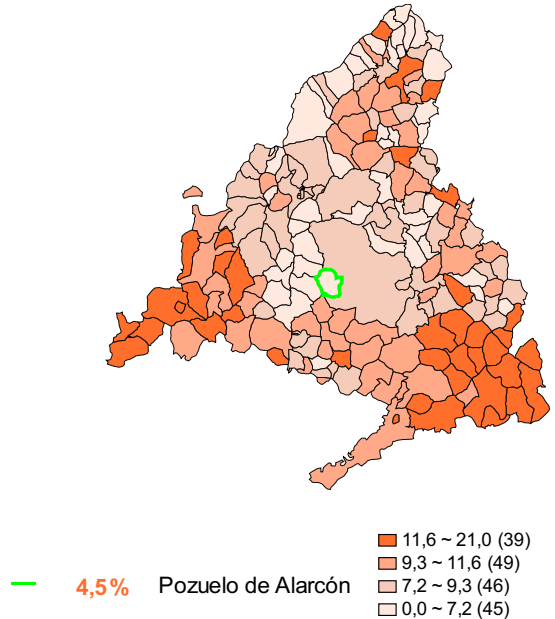 11,6 ~ 21,0 (39)
9,3 ~ 11,6 (49)
7,2 ~ 9,3 (46)
0,0 ~ 7,2 (45)
4,5% Pozuelo de Alarcón